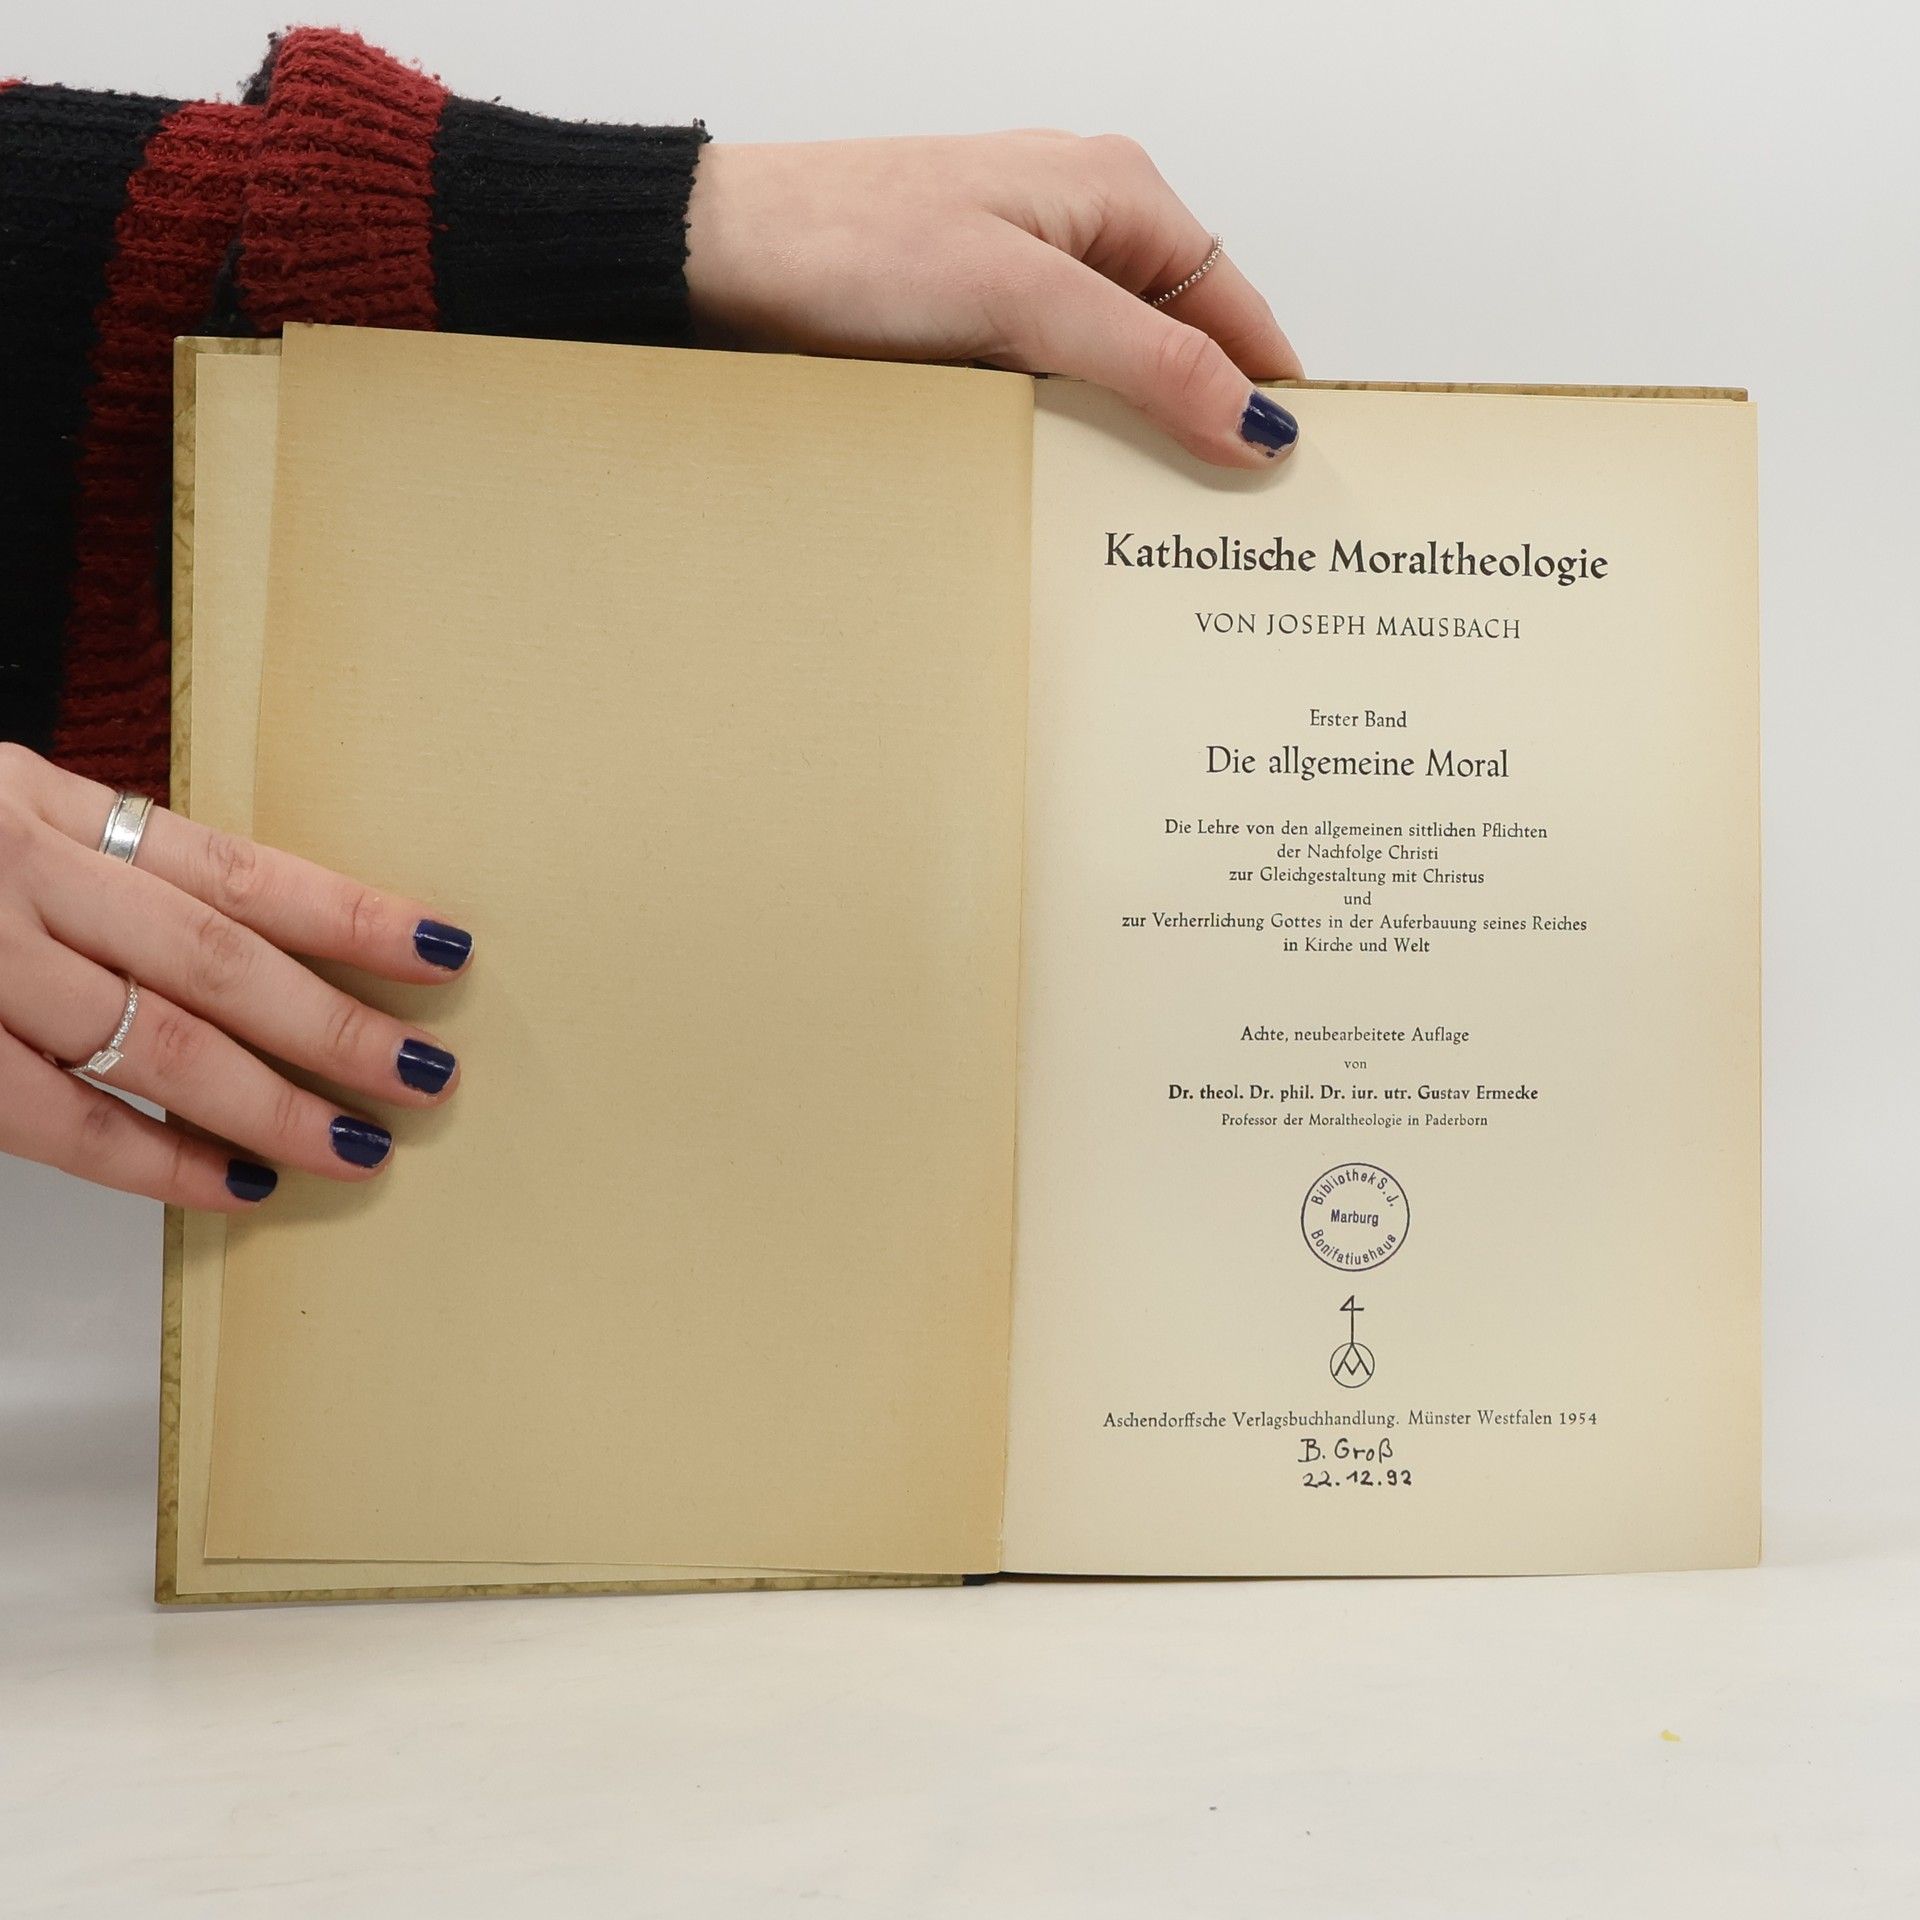 Katholische Moraltheologie
VON JOSEPH MAUSBACH
Erster Band
Die allgemeine Moral
Die Lehre von den allgemeinen sittlichen Pflichten
der Nachfolge Christi
zur Gleichgestaltung mit Christus
und
zur Verherrlichung Gottes in der Auferbauung seines Reiches
in Kirche und Welt
Achte, neubearbeitete Auflage
von
Dr. theol. Dr. phil. Dr. iur. utr. Gustav Ermecke
Professor der Moraltheologie in Paderborn
Bibliothek S. J.
Marburg
Bonifatiushaus
Aschendorffsche Verlagsbuchhandlung. Münster Westfalen 1954
B. Groß
22.12.92